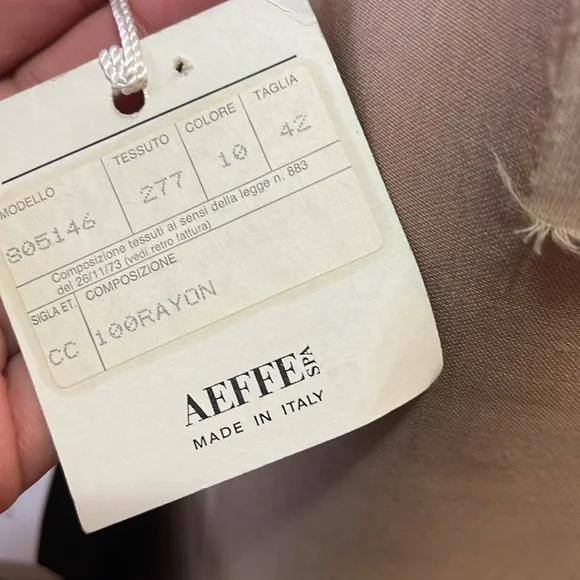 MODELLO TESSUTO COLORE TAGLIA
805146 277 10 42
Composizione tessuti ai sensi della legge n. 883
del 26/11/73 (vedi retro fattura)
SIGLA ET. COMPOSIZIONE
CC 100RAYON
AEFFE SPA
MADE IN ITALY